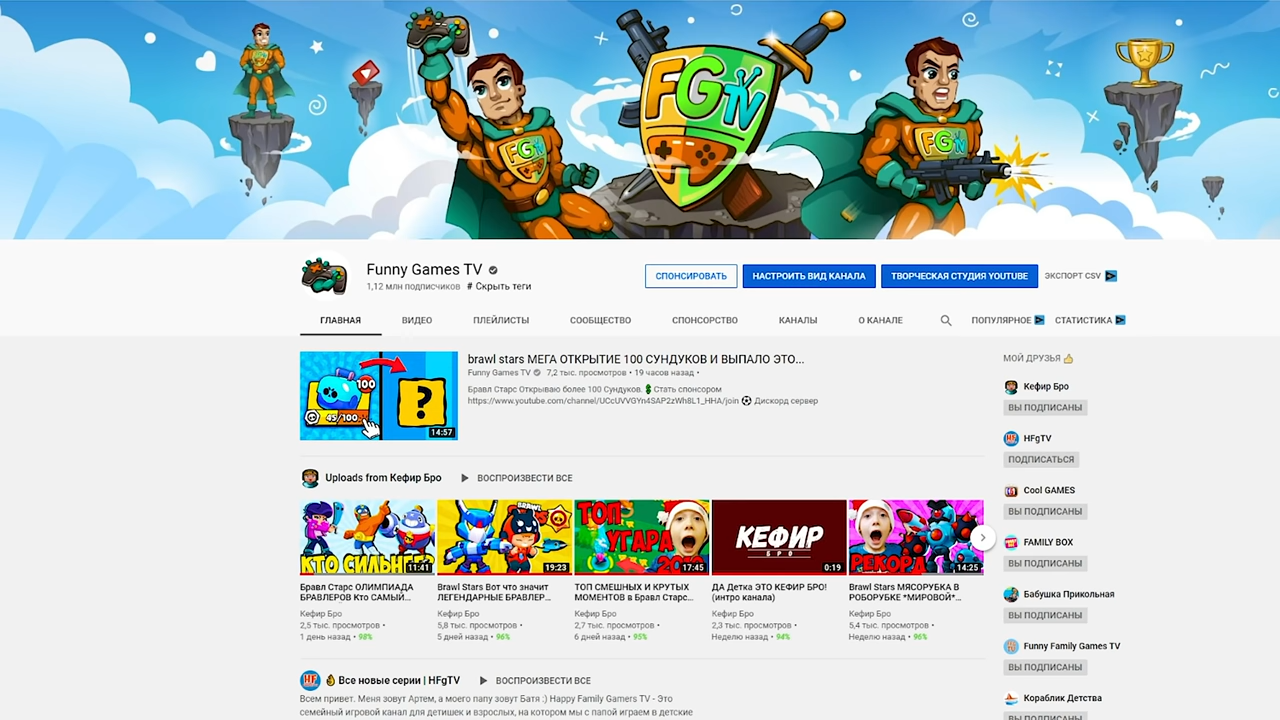 FGTV
FGTV
FGTV
Funny Games TV
1,12 млн подписчиков # Скрыть теги
СПОНСИРОВАТЬ
НАСТРОИТЬ ВИД КАНАЛА
ТВОРЧЕСКАЯ СТУДИЯ YOUTUBE
ЭКСПОРТ CSV
ГЛАВНАЯ ВИДЕО ПЛЕЙЛИСТЫ СООБЩЕСТВО СПОНСОРСТВО КАНАЛЫ О КАНАЛЕ ПОПУЛЯРНОЕ СТАТИСТИКА
100
45/100
?
14:57
brawl stars МЕГА ОТКРЫТИЕ 100 СУНДУКОВ И ВЫПАЛО ЭТО...
Funny Games TV 7,2 тыс. просмотров • 19 часов назад •
Бравл Старс Открываю более 100 Сундуков. Стать спонсором
https://www.youtube.com/channel/UCcUVVGYn4SAP2zWh8L1_HHA/join ⚽ Дискорд сервер
Uploads from Кефир Бро ВОСПРОИЗВЕСТИ ВСЕ
КТО СИЛЬНЕЕ
11:41
Бравл Старс ОЛИМПИАДА
БРАВЛЕРОВ Кто САМЫЙ...
Кефир Бро
2,5 тыс. просмотров •
1 день назад • 98%
BRAWL
19:23
Brawl Stars Вот что значит
ЛЕГЕНДАРНЫЕ БРАВЛЕР...
Кефир Бро
5,8 тыс. просмотров •
5 дней назад • 96%
ТОП
УГАРА
17:45
ТОП СМЕШНЫХ И КРУТЫХ
МОМЕНТОВ в Бравл Старс...
Кефир Бро
2,7 тыс. просмотров •
6 дней назад • 95%
КЕФИР
БРО
0:19
ДА Детка ЭТО КЕФИР БРО!
(интро канала)
Кефир Бро
2,3 тыс. просмотров •
Неделю назад • 94%
РЕКОРД
14:25
Brawl Stars МЯСОРУБКА В
РОБОРУБКЕ *МИРОВОЙ*...
Кефир Бро
5,4 тыс. просмотров •
Неделю назад • 96%
HF
Все новые серии | HFgTV ВОСПРОИЗВЕСТИ ВСЕ
Всем привет. Меня зовут Артем, а моего папу зовут Батя :) Happy Family Gamers TV - Это
семейный игровой канал для детишек и взрослых, на котором мы с папой играем в детские
МОЙ ДРУЗЬЯ 👍
Кефир Бро
ВЫ ПОДПИСАНЫ
HFgTV
ПОДПИСАТЬСЯ
Cool GAMES
ВЫ ПОДПИСАНЫ
FAMILY BOX
ВЫ ПОДПИСАНЫ
Бабушка Прикольная
ВЫ ПОДПИСАНЫ
Funny Family Games TV
ВЫ ПОДПИСАНЫ
Кораблик Детства
ВЫ ПОДПИСАНЫ